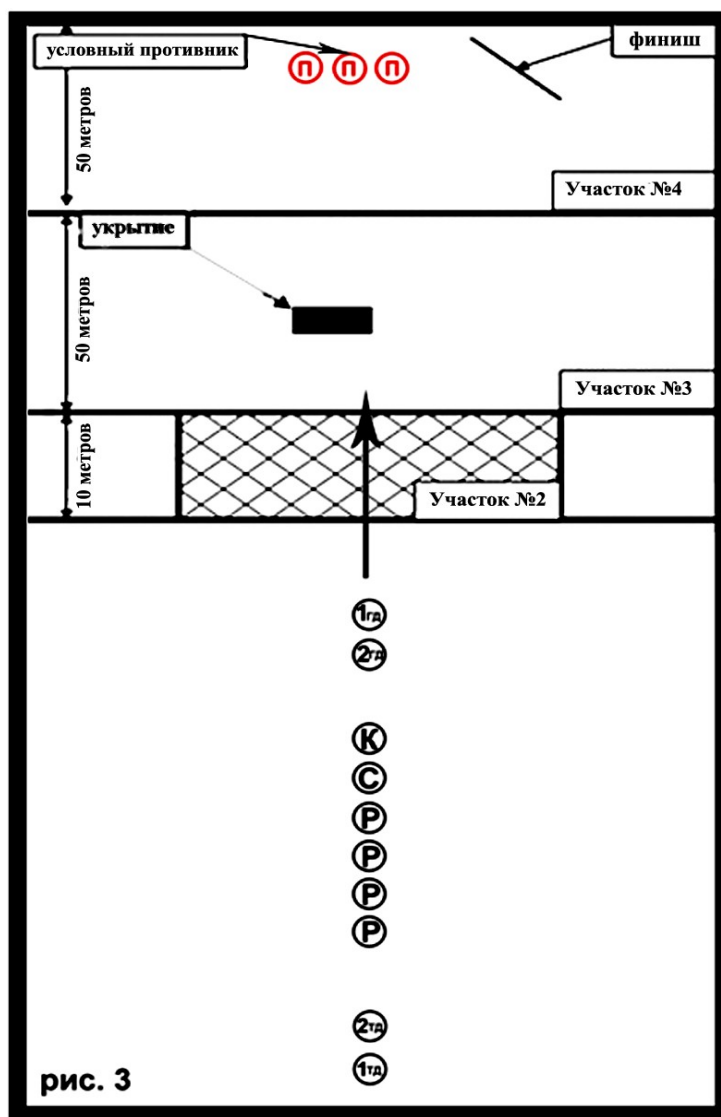 условный противник
финиш
П П П
50 метров
Участок №4
укрытие
50 метров
Участок №3
10 метров
Участок №2
1гд
2гд
К
С
Р
Р
Р
Р
2тд
1тд
рис. 3